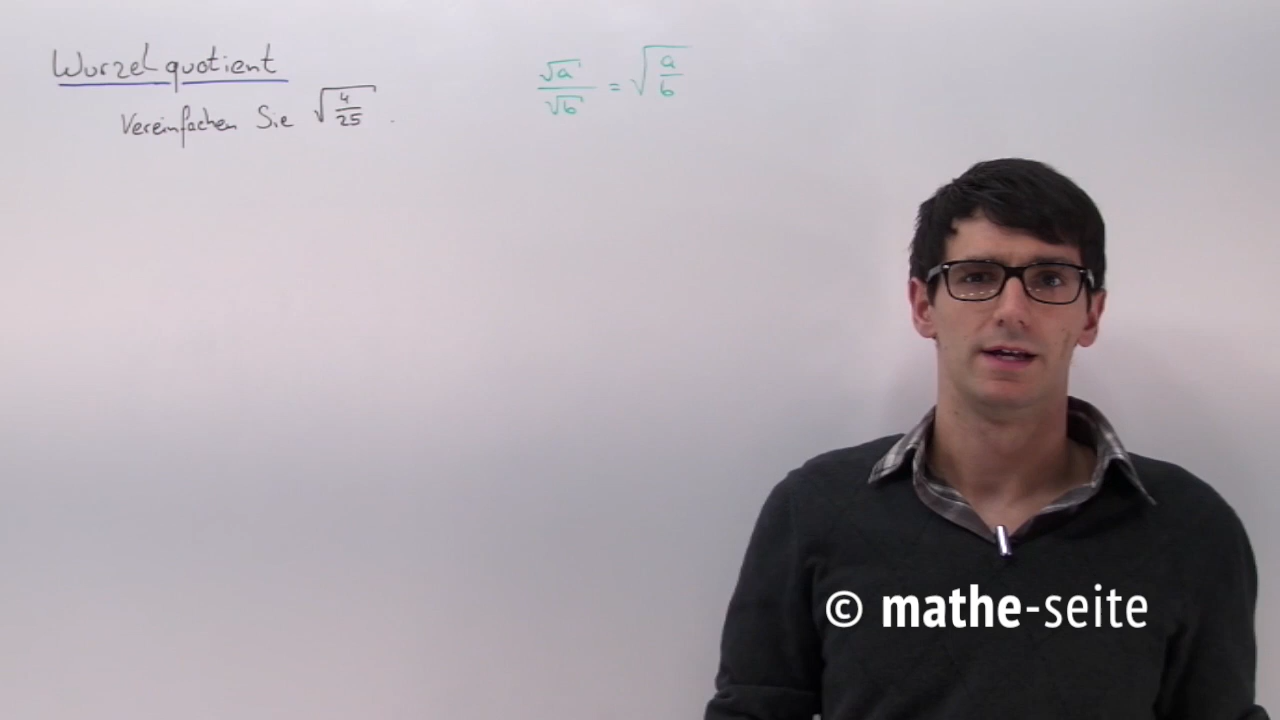 Wurzelquotient
Vereinfachen Sie √(4/25) .
√a/√b = √(a/b)
© mathe-seite